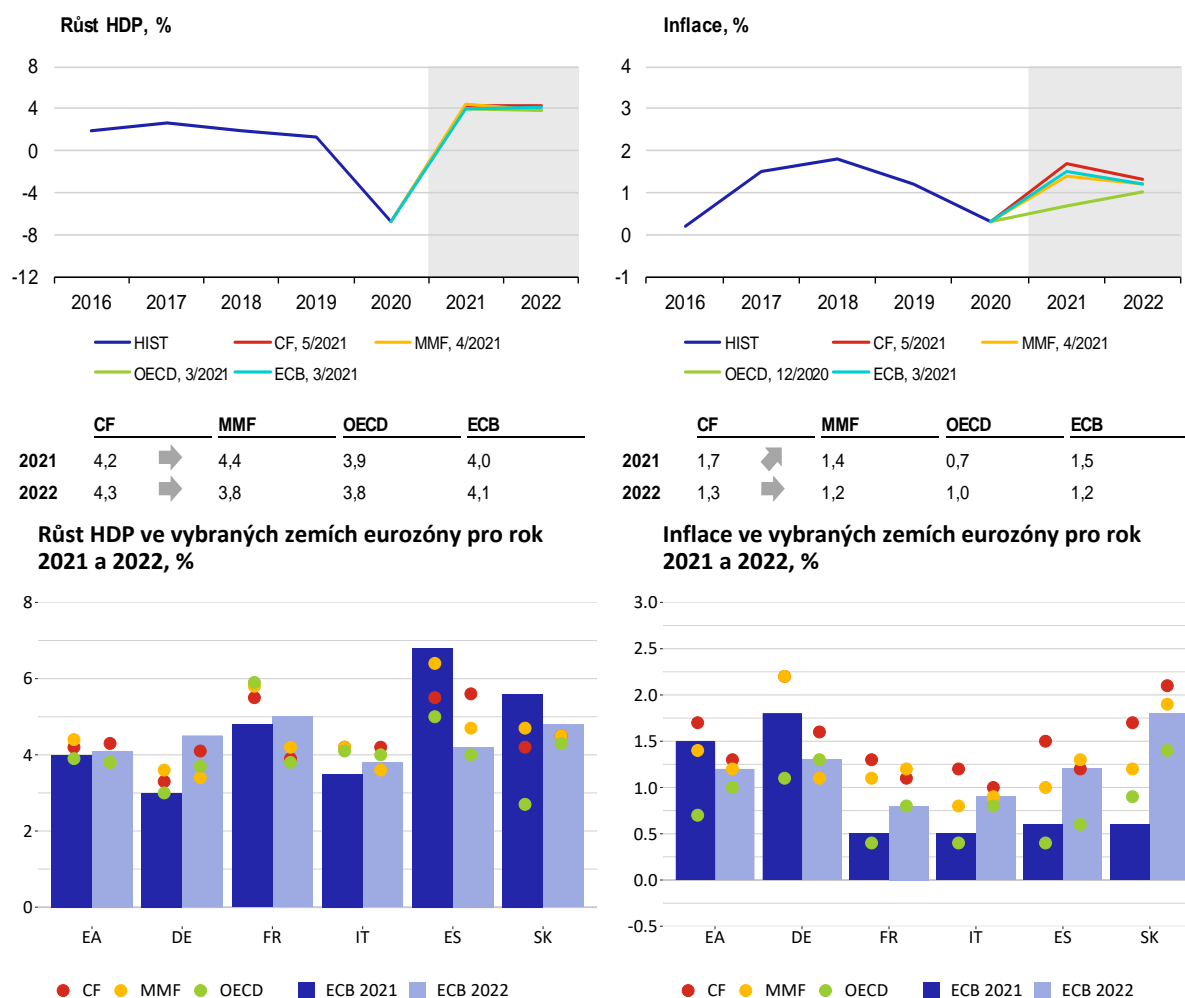 Růst HDP, %
8
4
0
-4
-8
-12
2016 2017 2018 2019 2020 2021 2022
HIST CF, 5/2021 MMF, 4/2021
OECD, 3/2021 ECB, 3/2021
CF MMF OECD ECB
2021 4,2 4,4 3,9 4,0
2022 4,3 3,8 3,8 4,1
Inflace, %
4
3
2
1
0
-1
2016 2017 2018 2019 2020 2021 2022
HIST CF, 5/2021 MMF, 4/2021
OECD, 12/2020 ECB, 3/2021
CF MMF OECD ECB
2021 1,7 1,4 0,7 1,5
2022 1,3 1,2 1,0 1,2
Růst HDP ve vybraných zemích eurozóny pro rok
2021 a 2022, %
8
6
4
2
0
EA DE FR IT ES SK
CF MMF OECD ECB 2021 ECB 2022
Inflace ve vybraných zemích eurozóny pro rok
2021 a 2022, %
3.0
2.5
2.0
1.5
1.0
0.5
0.0
-0.5
EA DE FR IT ES SK
CF MMF OECD ECB 2021 ECB 2022